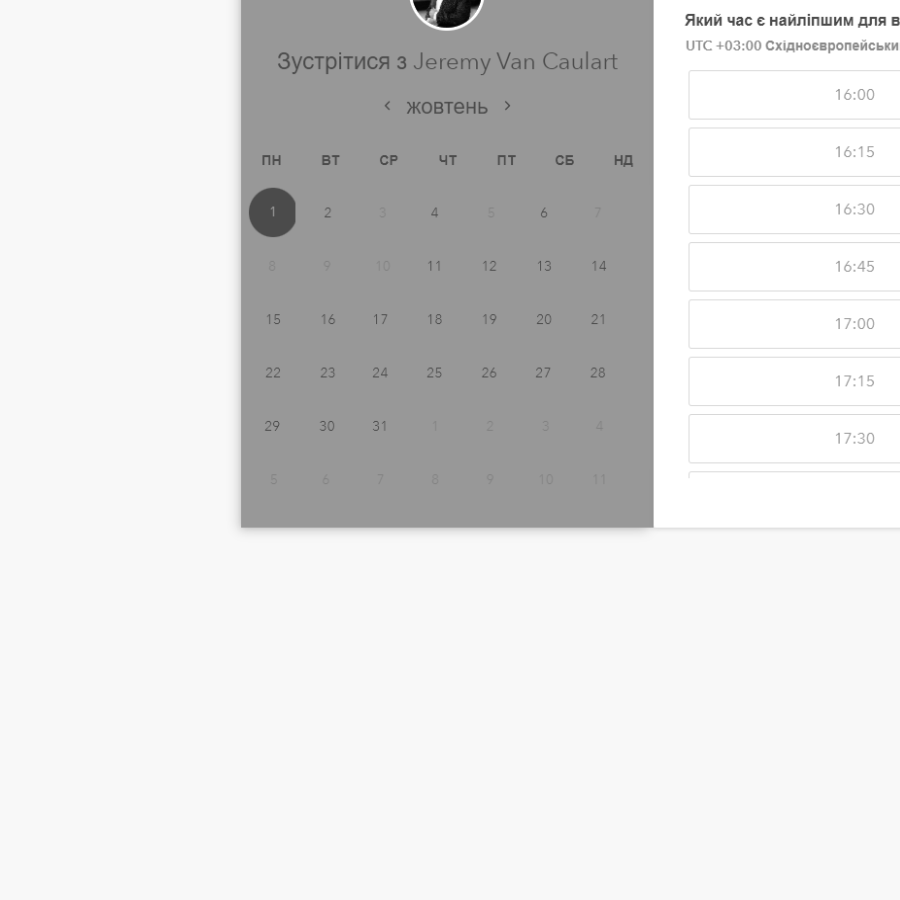 Зустрітися з Jeremy Van Caulart
‹ жовтень ›
ПН ВТ СР ЧТ ПТ СБ НД
1 2 3 4 5 6 7
8 9 10 11 12 13 14
15 16 17 18 19 20 21
22 23 24 25 26 27 28
29 30 31 1 2 3 4
5 6 7 8 9 10 11
Який час є найліпшим для в
UTC +03:00 Східноєвропейськи
16:00
16:15
16:30
16:45
17:00
17:15
17:30